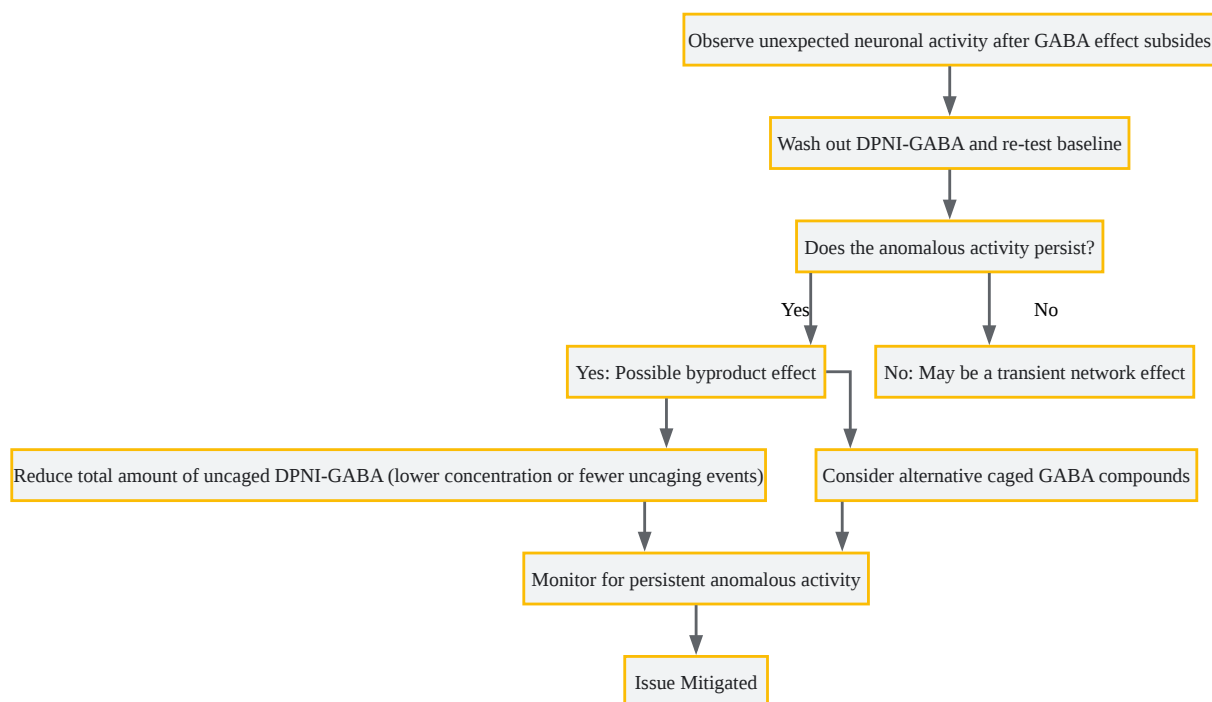 Observe unexpected neuronal activity after GABA effect subsides
Wash out DPNI-GABA and re-test baseline
Does the anomalous activity persist?
Yes
No
Yes: Possible byproduct effect
No: May be a transient network effect
Reduce total amount of uncaged DPNI-GABA (lower concentration or fewer uncaging events)
Consider alternative caged GABA compounds
Monitor for persistent anomalous activity
Issue Mitigated